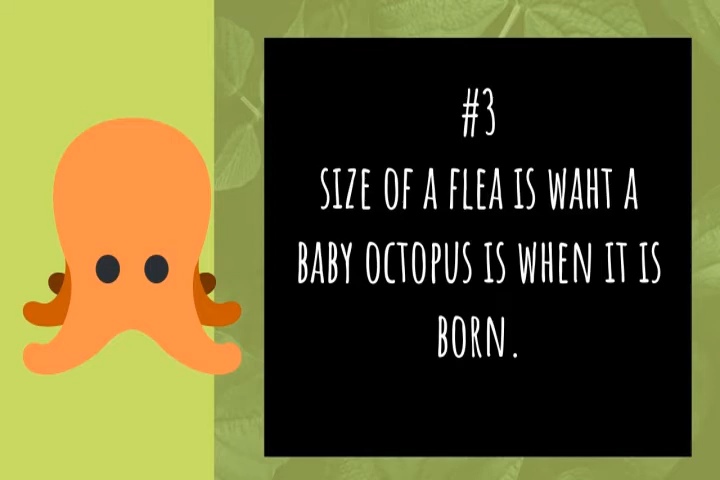 #3
SIZE OF A FLEA IS WAHT A
BABY OCTOPUS IS WHEN IT IS
BORN.